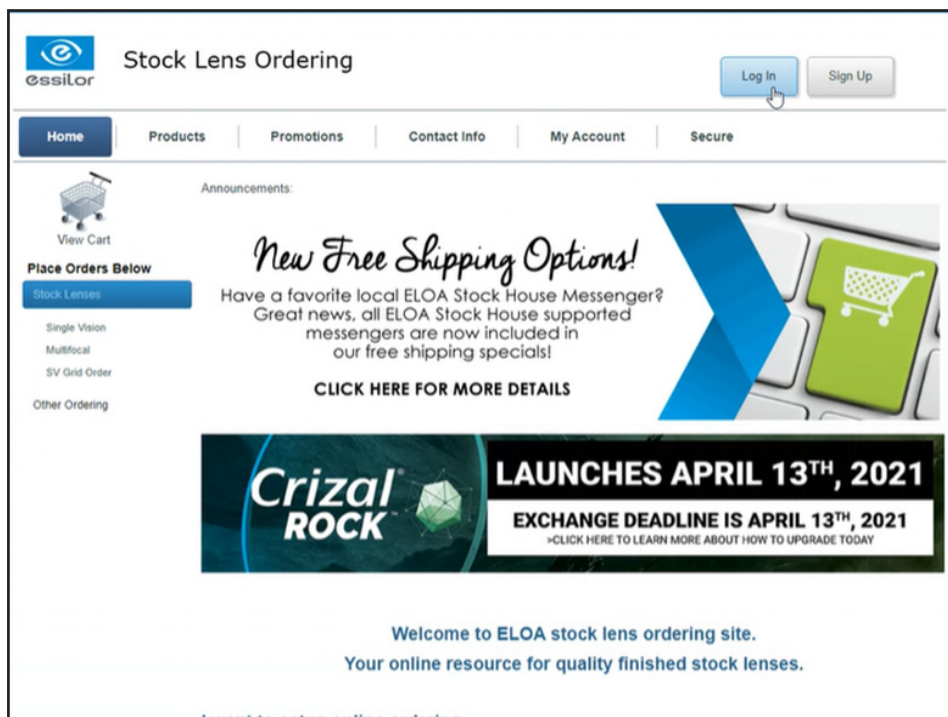 essilor
Stock Lens Ordering
Log In
Sign Up
Home
Products
Promotions
Contact Info
My Account
Secure
View Cart
Place Orders Below
Stock Lenses
Single Vision
Multifocal
SV Grid Order
Other Ordering
Announcements:
New Free Shipping Options!
Have a favorite local ELOA Stock House Messenger?
Great news, all ELOA Stock House supported
messengers are now included in
our free shipping specials!
CLICK HERE FOR MORE DETAILS
Crizal®
ROCK™
LAUNCHES APRIL 13TH, 2021
EXCHANGE DEADLINE IS APRIL 13TH, 2021
>CLICK HERE TO LEARN MORE ABOUT HOW TO UPGRADE TODAY
Welcome to ELOA stock lens ordering site.
Your online resource for quality finished stock lenses.